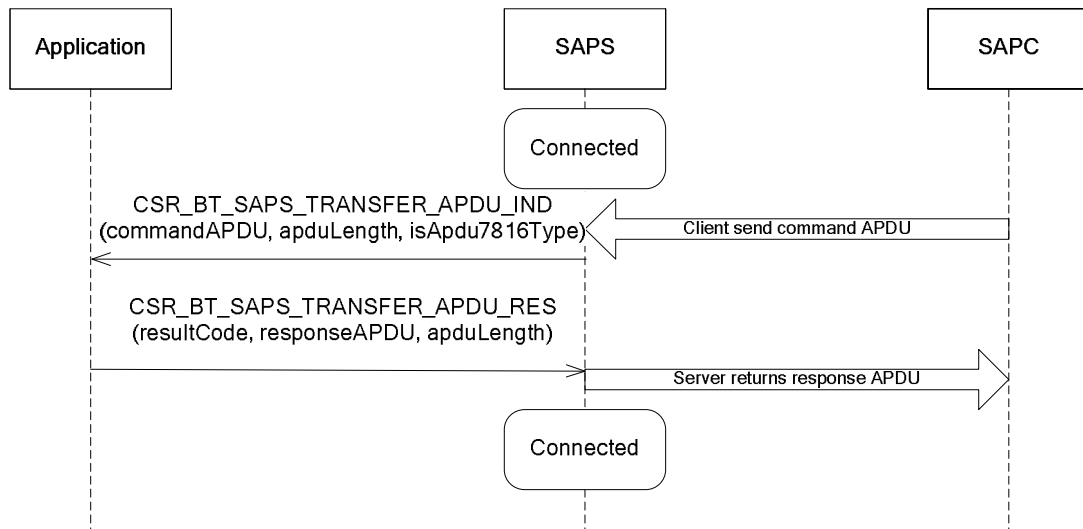 Application
SAPS
SAPC
Connected
CSR_BT_SAPS_TRANSFER_APDU_IND
(commandAPDU, apduLength, isApdu7816Type)
Client send command APDU
CSR_BT_SAPS_TRANSFER_APDU_RES
(resultCode, responseAPDU, apduLength)
Server returns response APDU
Connected